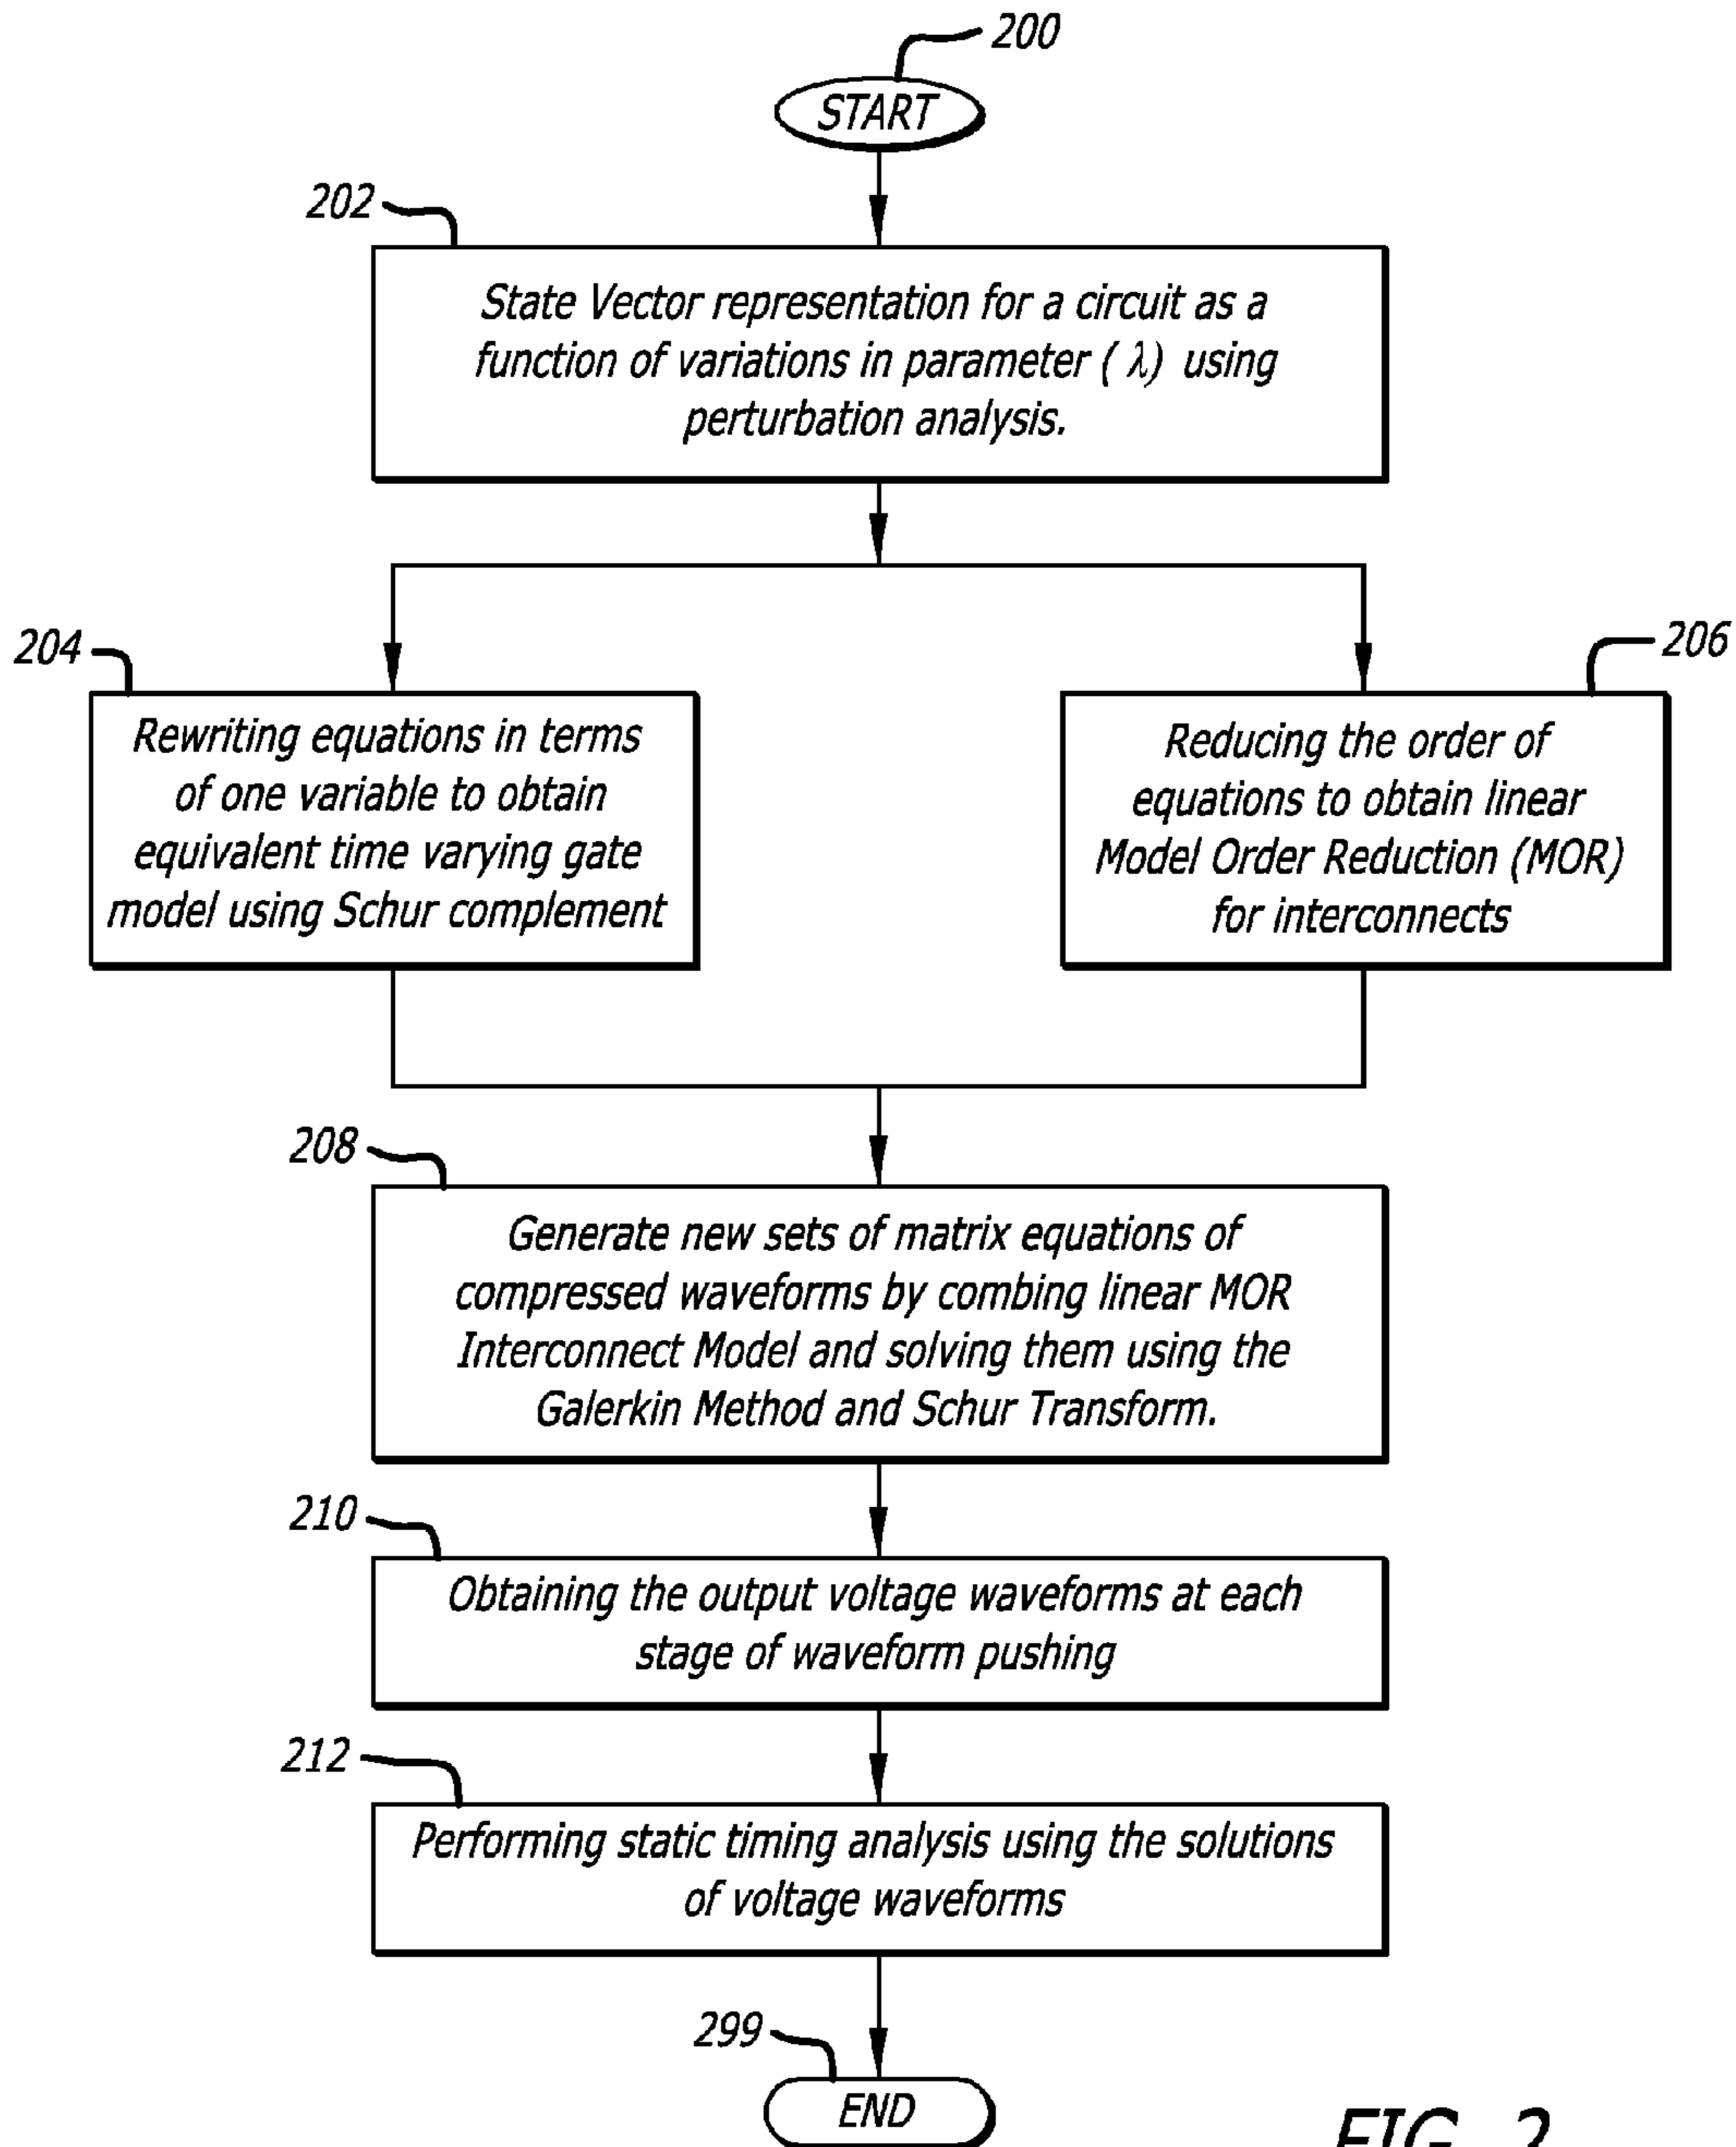 200
START
202
State Vector representation for a circuit as a
function of variations in parameter ( λ) using
perturbation analysis.
204
206
Rewriting equations in terms
of one variable to obtain
equivalent time varying gate
model using Schur complement
Reducing the order of
equations to obtain linear
Model Order Reduction (MOR)
for interconnects
208
Generate new sets of matrix equations of
compressed waveforms by combing linear MOR
Interconnect Model and solving them using the
Galerkin Method and Schur Transform.
210
Obtaining the output voltage waveforms at each
stage of waveform pushing
212
Performing static timing analysis using the solutions
of voltage waveforms
299
END
FIG. 2